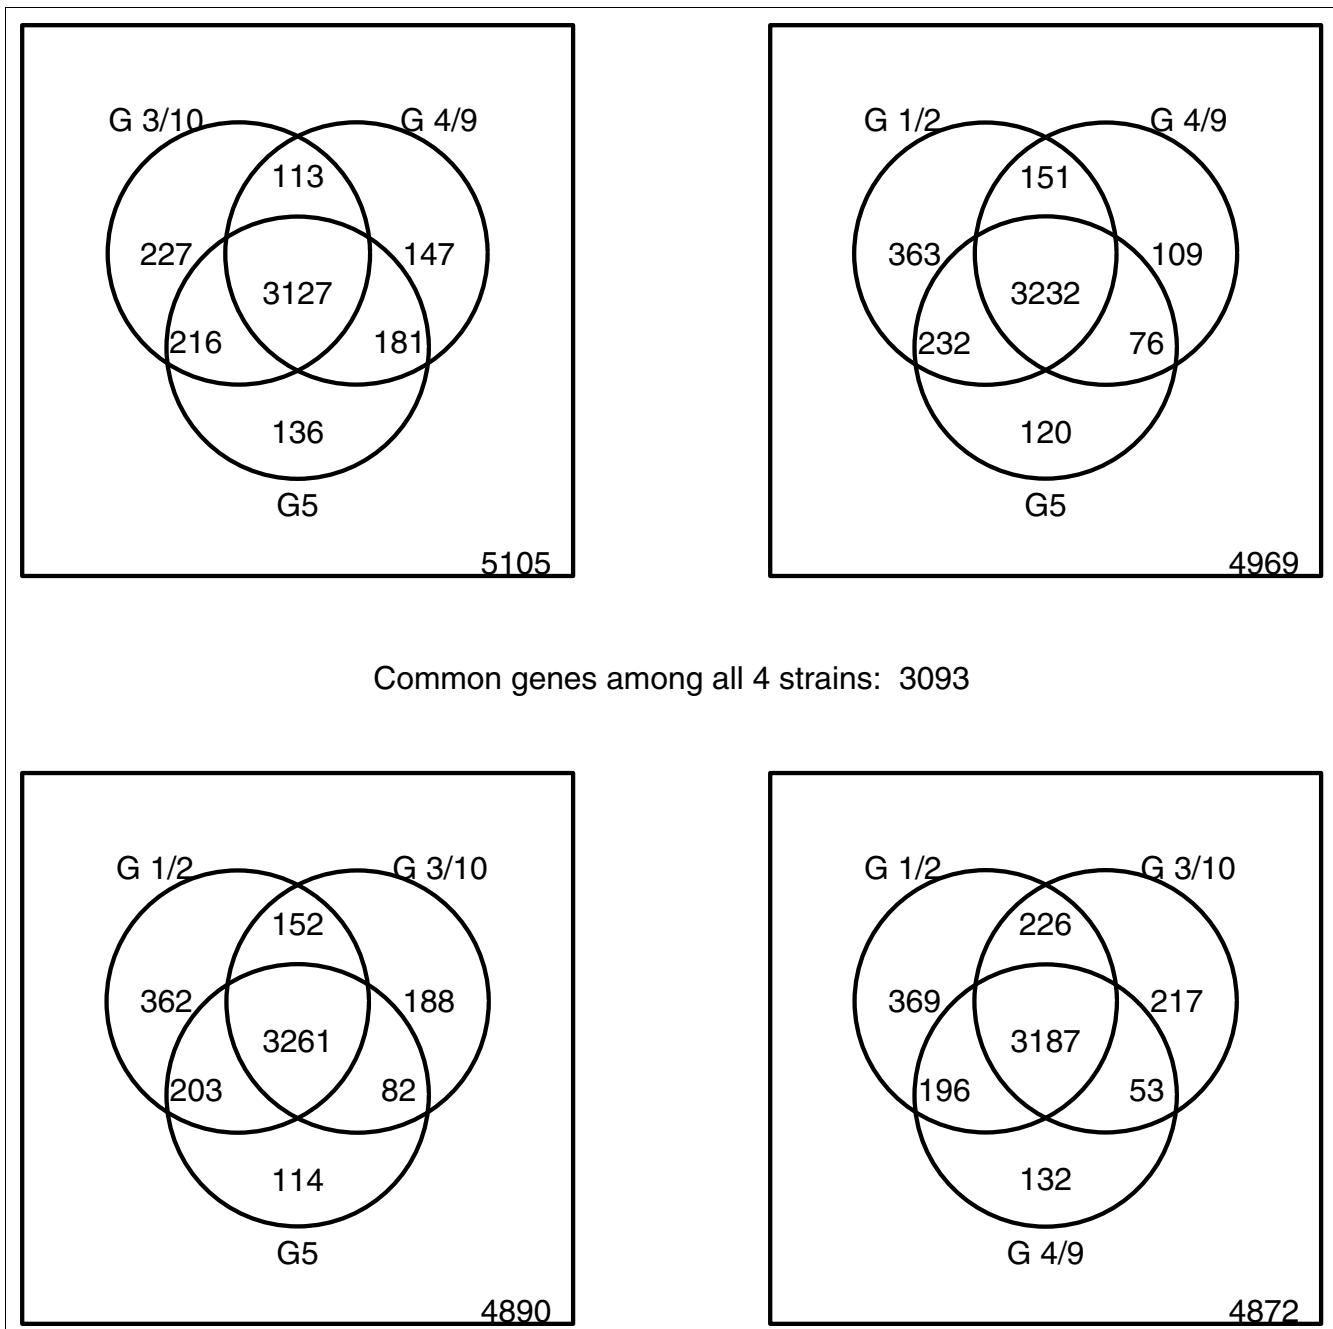 G 3/10 G 4/9
113
227 147
3127
216 181
136
G5
5105
G 1/2 G 4/9
151
363 109
3232
232 76
120
G5
4969
Common genes among all 4 strains: 3093
G 1/2 G 3/10
152
362 188
3261
203 82
114
G5
4890
G 1/2 G 3/10
226
369 217
3187
196 53
132
G 4/9
4872